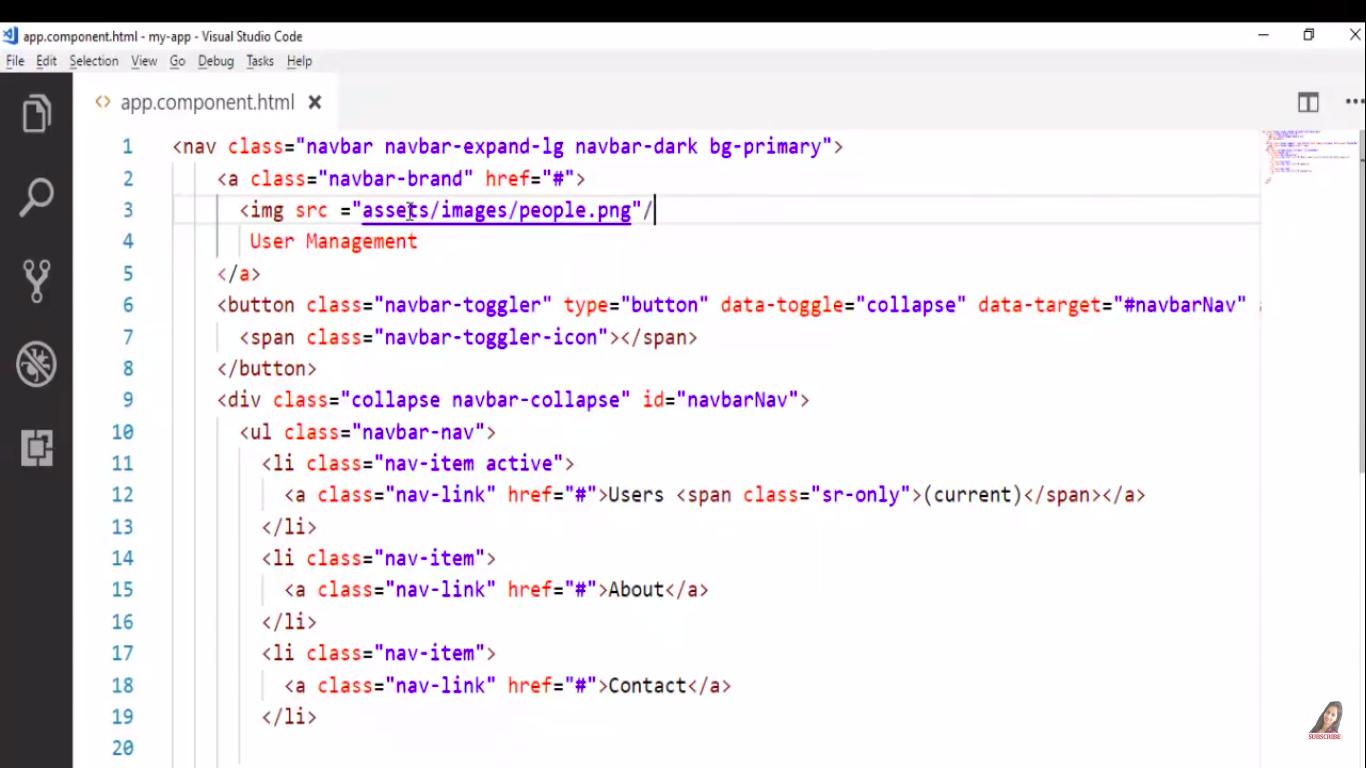 app.component.html - my-app - Visual Studio Code
File Edit Selection View Go Debug Tasks Help
app.component.html
1 <nav class="navbar navbar-expand-lg navbar-dark bg-primary">
2 <a class="navbar-brand" href="#">
3 <img src ="assets/images/people.png"/
4 User Management
5 </a>
6 <button class="navbar-toggler" type="button" data-toggle="collapse" data-target="#navbarNav"
7 <span class="navbar-toggler-icon"></span>
8 </button>
9 <div class="collapse navbar-collapse" id="navbarNav">
10 <ul class="navbar-nav">
11 <li class="nav-item active">
12 <a class="nav-link" href="#">Users <span class="sr-only">(current)</span></a>
13 </li>
14 <li class="nav-item">
15 <a class="nav-link" href="#">About</a>
16 </li>
17 <li class="nav-item">
18 <a class="nav-link" href="#">Contact</a>
19 </li>
20
SUBSCRIBE